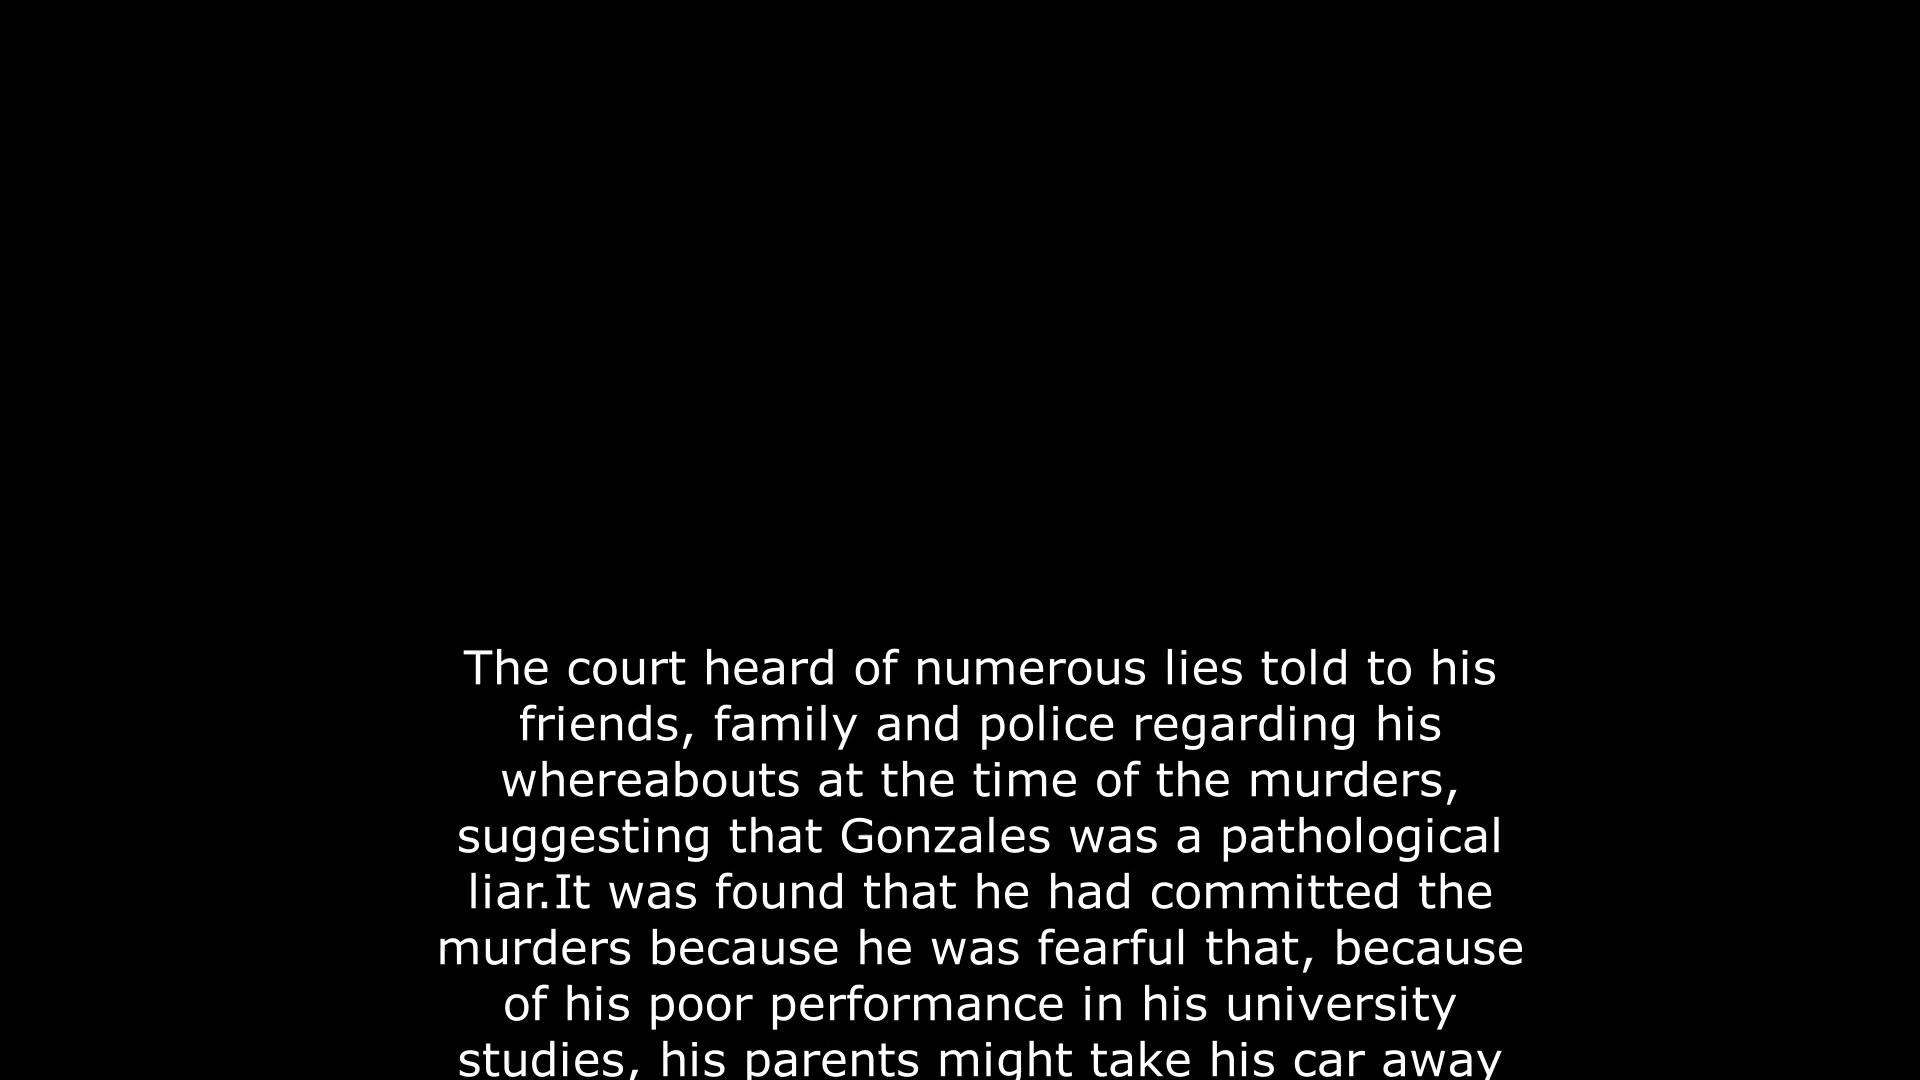 The court heard of numerous lies told to his
friends, family and police regarding his
whereabouts at the time of the murders,
suggesting that Gonzales was a pathological
liar.It was found that he had committed the
murders because he was fearful that, because
of his poor performance in his university
studies, his parents might take his car away